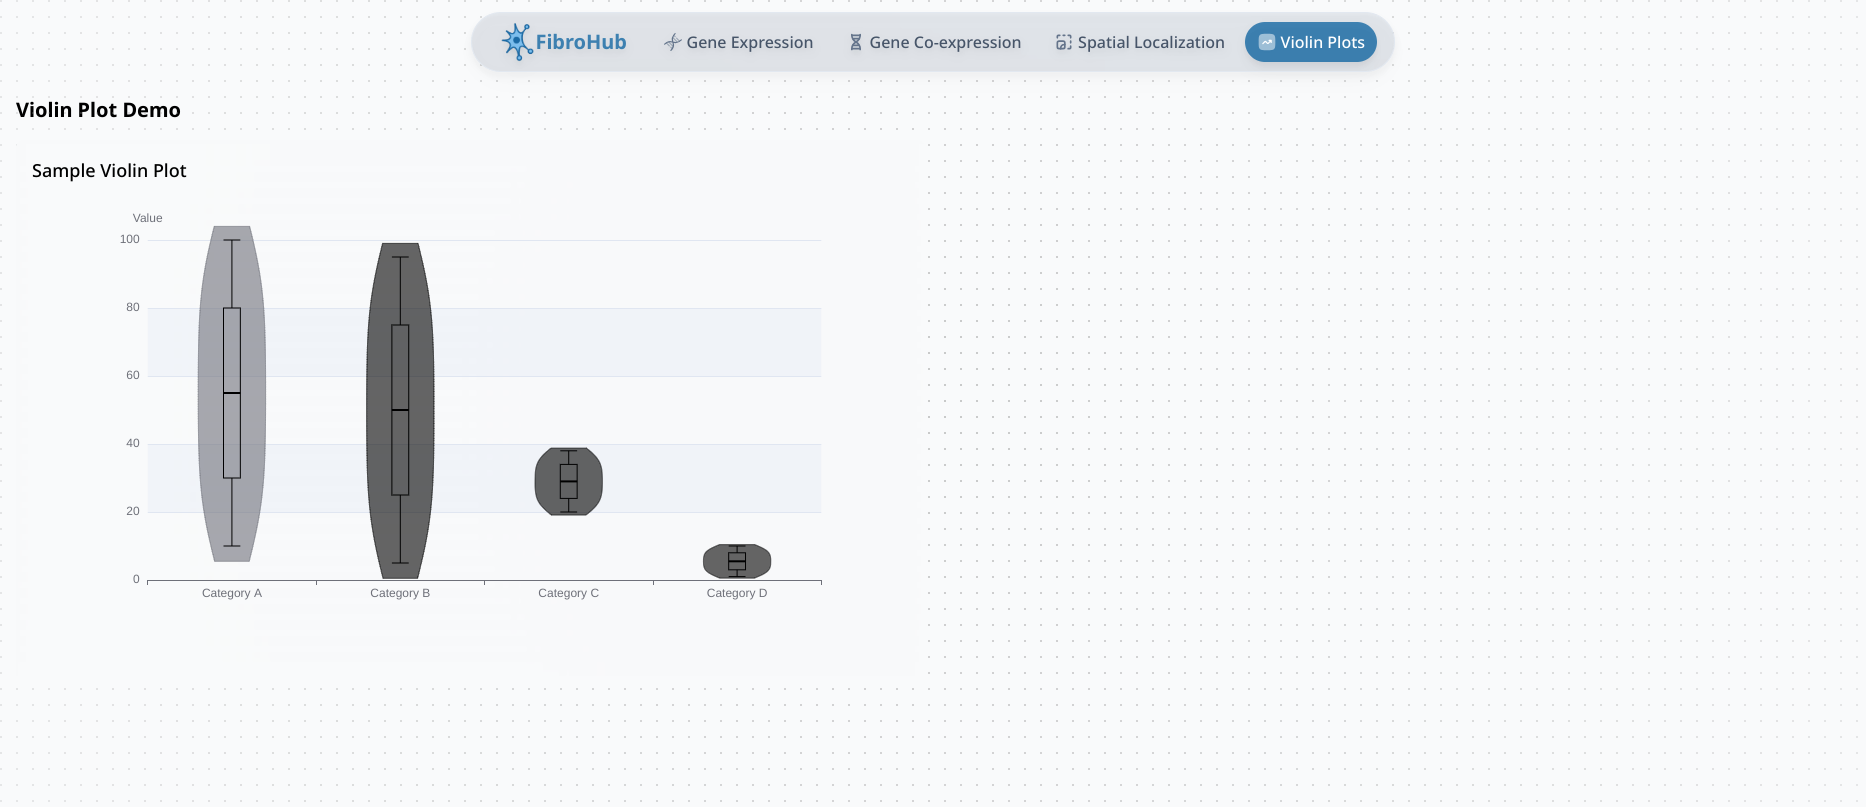 FibroHub Gene Expression Gene Co-expression Spatial Localization Violin Plots
Violin Plot Demo
Sample Violin Plot
Value
100
80
60
40
20
0
Category A Category B Category C Category D